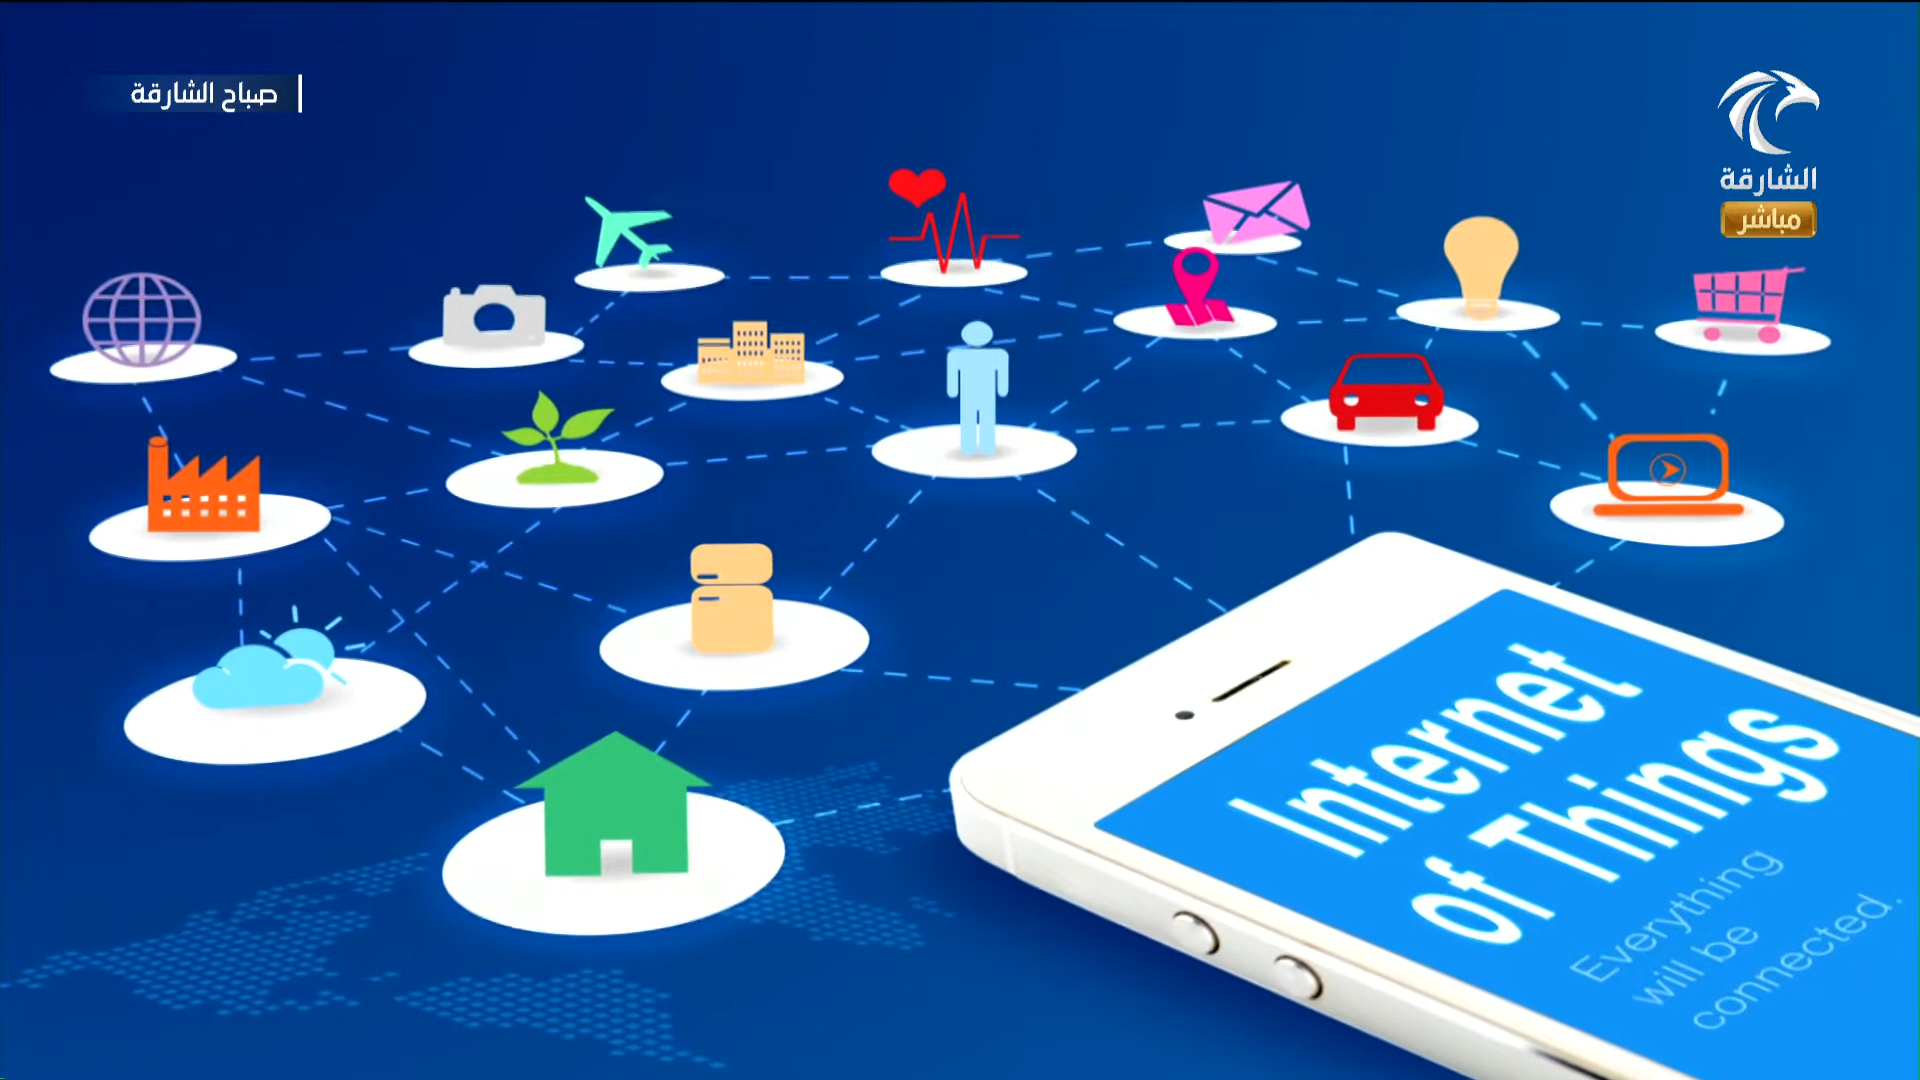 صباح الشارقة
الشارقة
مباشر
Internet
of Things
Everything
will be
connected.